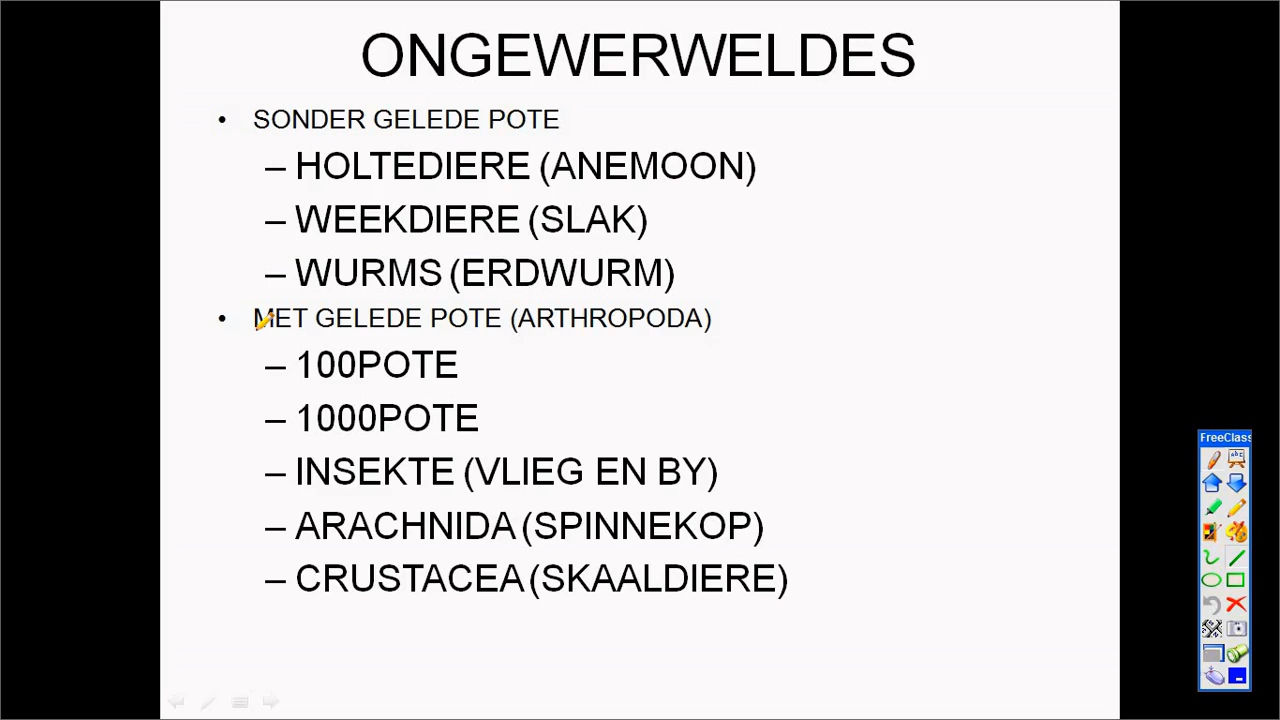 ONGEWERWELDES
• SONDER GELEDE POTE
– HOLTEDIERE (ANEMOON)
– WEEKDIERE (SLAK)
– WURMS (ERDWURM)
• MET GELEDE POTE (ARTHROPODA)
– 100POTE
– 1000POTE
– INSEKTE (VLIEG EN BY)
– ARACHNIDA (SPINNEKOP)
– CRUSTACEA (SKAALDIERE)
FreeClass